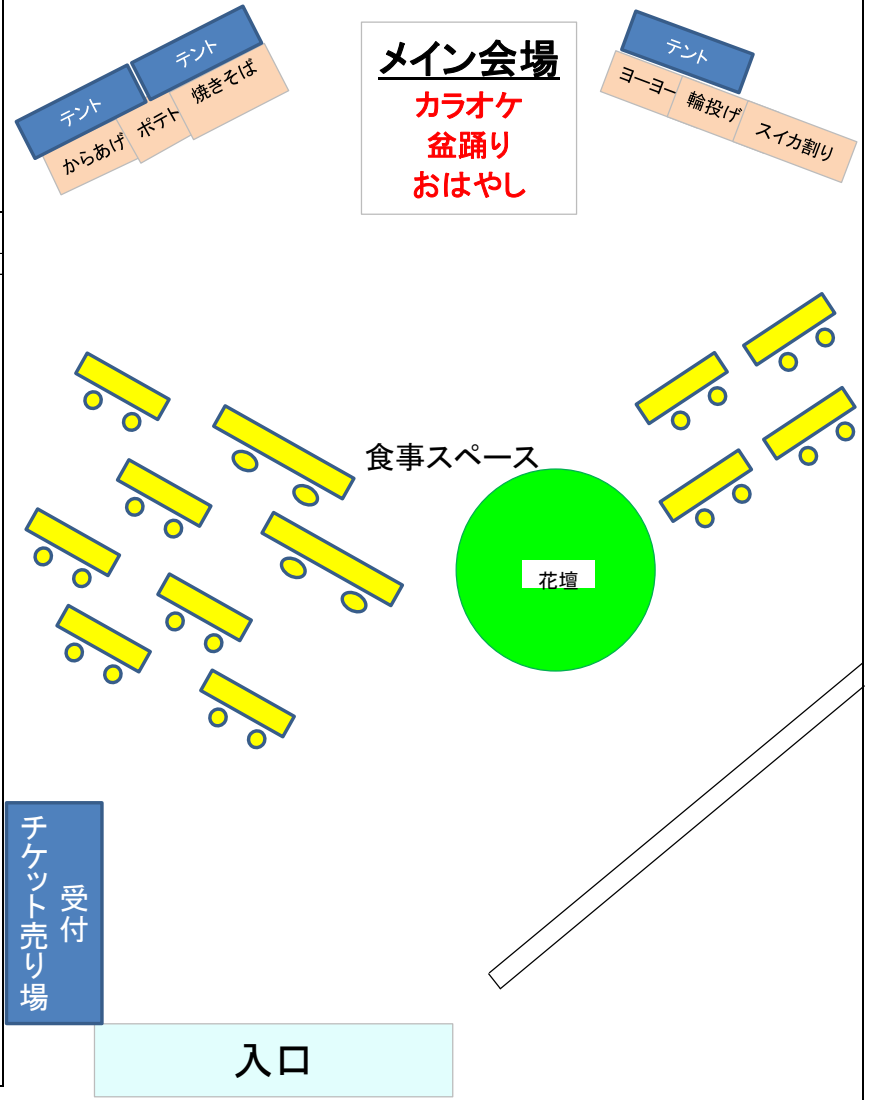 テント
テント
からあげ
ポテト
焼きそば
メイン会場
カラオケ
盆踊り
おはやし
テント
ヨーヨー
輪投げ
スイカ割り
食事スペース
花壇
受付
チケット売り場
入口